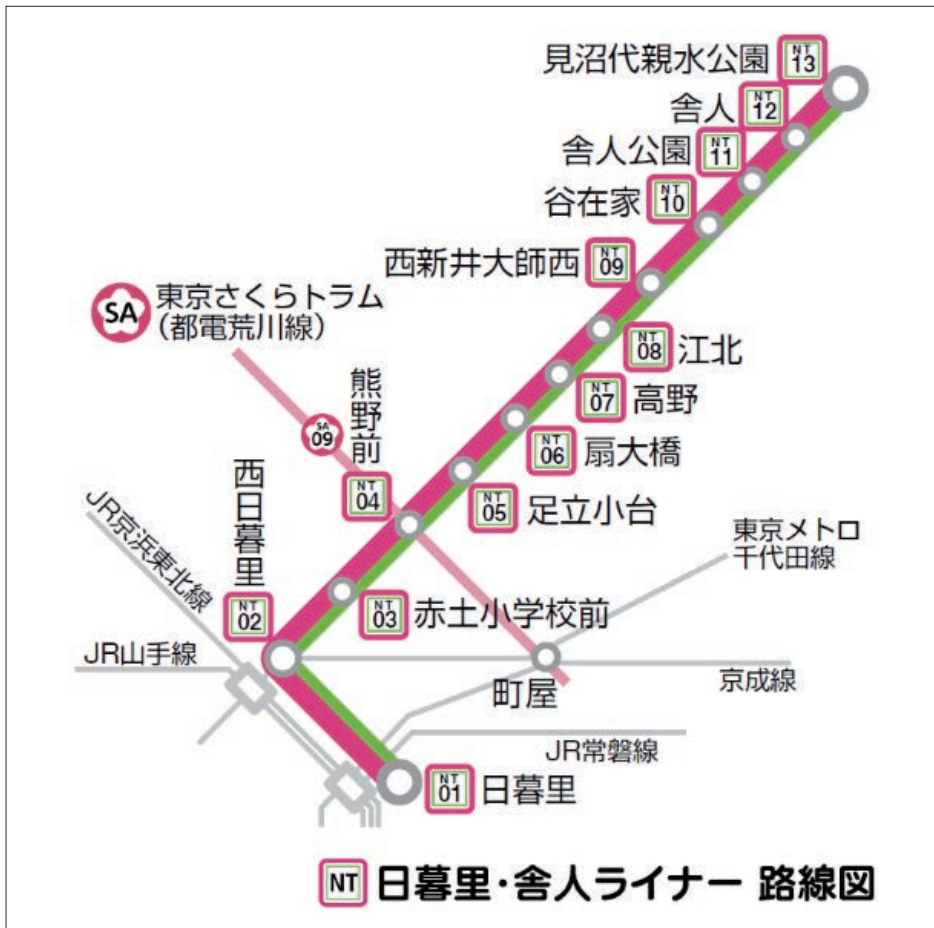 見沼代親水公園
NT
13
舎人
NT
12
舎人公園
NT
11
谷在家
NT
10
西新井大師西
NT
09
SA
東京さくらトラム
(都電荒川線)
NT
08
江北
熊野前
NT
07
高野
SA
09
NT
06
扇大橋
西日暮里
NT
04
NT
05
足立小台
JR京浜東北線
東京メトロ
千代田線
NT
02
NT
03
赤土小学校前
JR山手線
町屋
京成線
JR常磐線
NT
01
日暮里
NT
日暮里・舎人ライナー 路線図